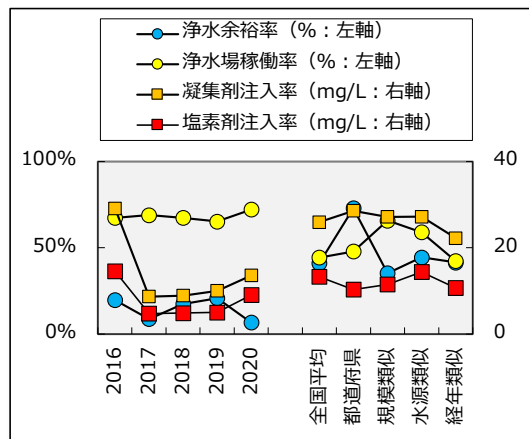 浄水余裕率（%：左軸）
浄水場稼働率（%：左軸）
凝集剤注入率（mg/L：右軸）
塩素剤注入率（mg/L：右軸）
100%
40
50%
20
0%
0
2016
2017
2018
2019
2020
全国平均
都道府県
規模類似
水源類似
経年類似